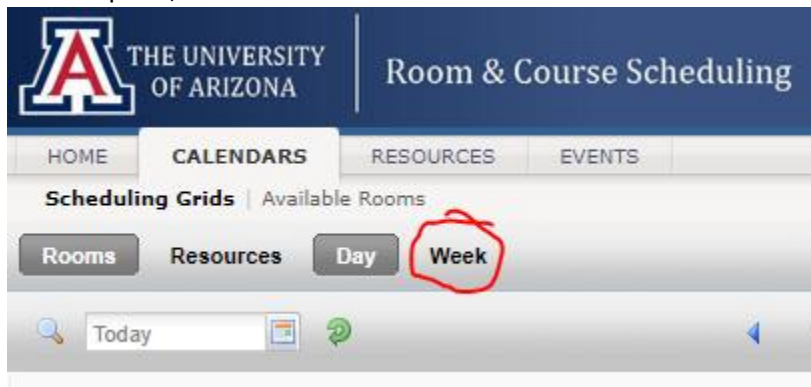 THE UNIVERSITY
OF ARIZONA
Room & Course Scheduling
HOME CALENDARS RESOURCES EVENTS
Scheduling Grids | Available Rooms
Rooms Resources Day Week
Today